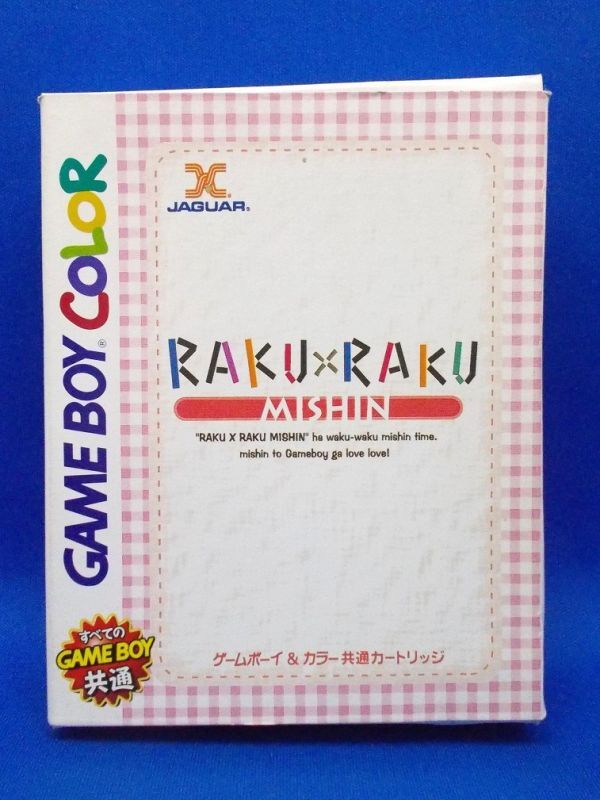 GAME BOY COLOR
JAGUAR
RAKU×RAKU
MISHIN
"RAKU X RAKU MISHIN" ha waku-waku mishin time.
mishin to Gameboy ga love love!
すべての
GAME BOY
共通
ゲームボーイ & カラー共通カートリッジ